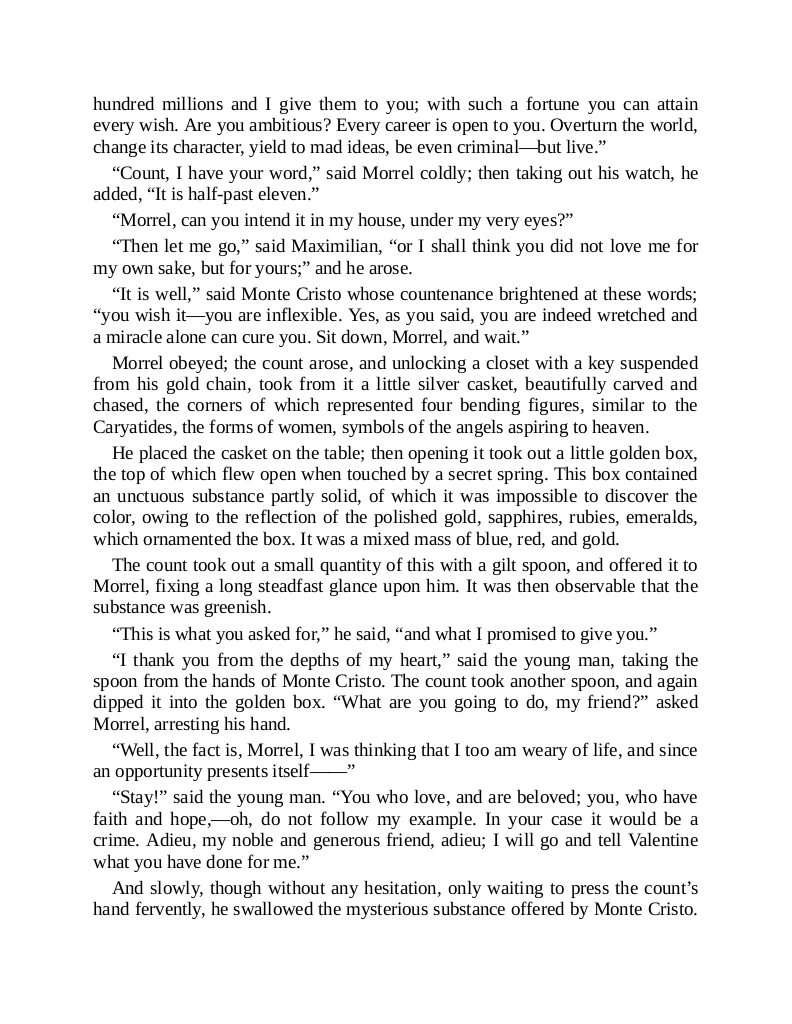 hundred millions and I give them to you; with such a fortune you can attain
every wish. Are you ambitious? Every career is open to you. Overturn the world,
change its character, yield to mad ideas, be even criminal—but live.”
“Count, I have your word,” said Morrel coldly; then taking out his watch, he
added, “It is half-past eleven.”
“Morrel, can you intend it in my house, under my very eyes?”
“Then let me go,” said Maximilian, “or I shall think you did not love me for
my own sake, but for yours;” and he arose.
“It is well,” said Monte Cristo whose countenance brightened at these words;
“you wish it—you are inflexible. Yes, as you said, you are indeed wretched and
a miracle alone can cure you. Sit down, Morrel, and wait.”
Morrel obeyed; the count arose, and unlocking a closet with a key suspended
from his gold chain, took from it a little silver casket, beautifully carved and
chased, the corners of which represented four bending figures, similar to the
Caryatides, the forms of women, symbols of the angels aspiring to heaven.
He placed the casket on the table; then opening it took out a little golden box,
the top of which flew open when touched by a secret spring. This box contained
an unctuous substance partly solid, of which it was impossible to discover the
color, owing to the reflection of the polished gold, sapphires, rubies, emeralds,
which ornamented the box. It was a mixed mass of blue, red, and gold.
The count took out a small quantity of this with a gilt spoon, and offered it to
Morrel, fixing a long steadfast glance upon him. It was then observable that the
substance was greenish.
“This is what you asked for,” he said, “and what I promised to give you.”
“I thank you from the depths of my heart,” said the young man, taking the
spoon from the hands of Monte Cristo. The count took another spoon, and again
dipped it into the golden box. “What are you going to do, my friend?” asked
Morrel, arresting his hand.
“Well, the fact is, Morrel, I was thinking that I too am weary of life, and since
an opportunity presents itself——”
“Stay!” said the young man. “You who love, and are beloved; you, who have
faith and hope,—oh, do not follow my example. In your case it would be a
crime. Adieu, my noble and generous friend, adieu; I will go and tell Valentine
what you have done for me.”
And slowly, though without any hesitation, only waiting to press the count’s
hand fervently, he swallowed the mysterious substance offered by Monte Cristo.